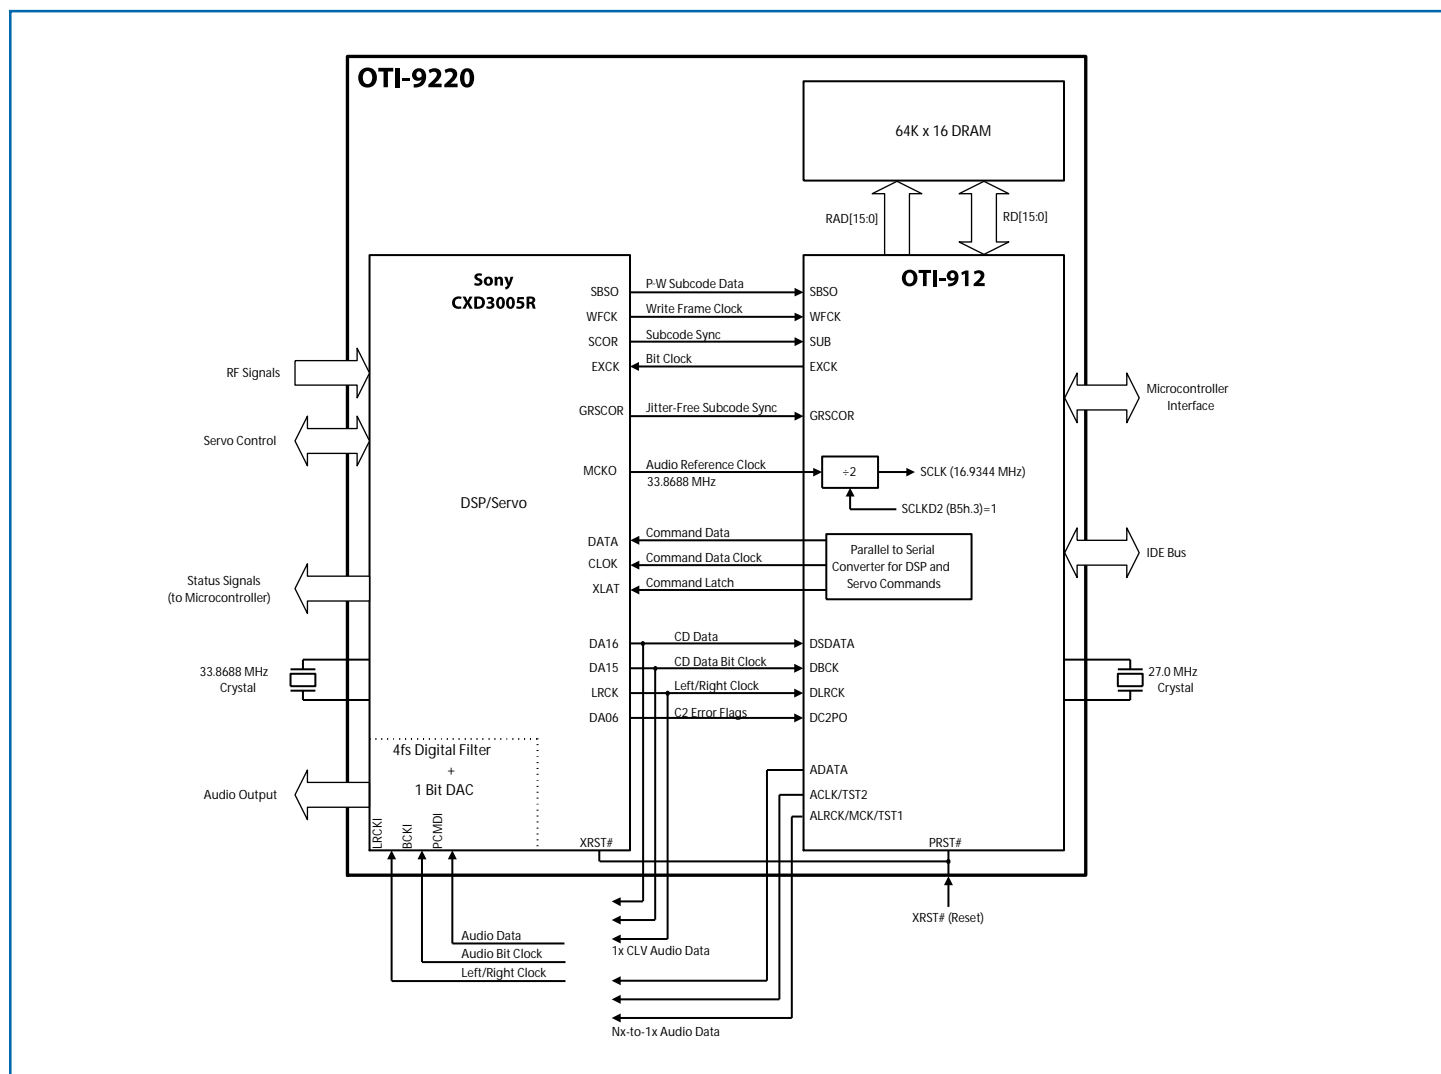 OTI-9220
64K x 16 DRAM
RAD[15:0]
RD[15:0]
Sony
CXD3005R
OTI-912
SBSO
P-W Subcode Data
SBSO
WFCK
Write Frame Clock
WFCK
SCOR
Subcode Sync
SUB
EXCK
Bit Clock
EXCK
RF Signals
Microcontroller
Interface
GRSCOR
Jitter-Free Subcode Sync
GRSCOR
Servo Control
MCKO
Audio Reference Clock
33.8688 MHz
÷2
SCLK (16.9344 MHz)
SCLKD2 (B5h.3)=1
DSP/Servo
DATA
Command Data
CLOK
Command Data Clock
XLAT
Command Latch
Parallel to Serial
Converter for DSP and
Servo Commands
IDE Bus
Status Signals
(to Microcontroller)
DA16
CD Data
DSDATA
DA15
CD Data Bit Clock
DBCK
LRCK
Left/Right Clock
DLRCK
DA06
C2 Error Flags
DC2PO
33.8688 MHz
Crystal
27.0 MHz
Crystal
4fs Digital Filter
+
1 Bit DAC
ADATA
ACLK/TST2
ALRCK/MCK/TST1
Audio Output
LRCKI
BCKI
PCMDI
XRST#
PRST#
XRST# (Reset)
Audio Data
Audio Bit Clock
Left/Right Clock
1x CLV Audio Data
Nx-to-1x Audio Data